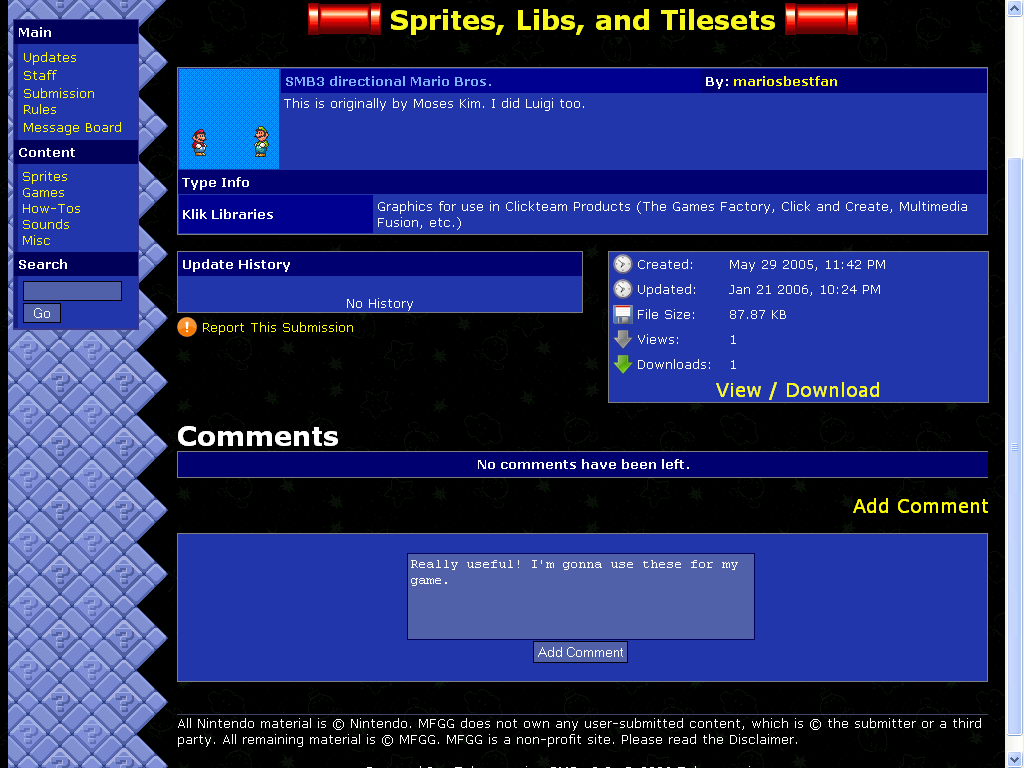 Sprites, Libs, and Tilesets
Main
Updates
Staff
Submission
Rules
Message Board
Content
Sprites
Games
How-Tos
Sounds
Misc
Search
Go
SMB3 directional Mario Bros.
By: mariosbestfan
This is originally by Moses Kim. I did Luigi too.
Type Info
Klik Libraries
Graphics for use in Clickteam Products (The Games Factory, Click and Create, Multimedia
Fusion, etc.)
Update History
No History
Report This Submission
Created: May 29 2005, 11:42 PM
Updated: Jan 21 2006, 10:24 PM
File Size: 87.87 KB
Views: 1
Downloads: 1
View / Download
Comments
No comments have been left.
Add Comment
Really useful! I'm gonna use these for my
game.
Add Comment
All Nintendo material is © Nintendo. MFGG does not own any user-submitted content, which is © the submitter or a third
party. All remaining material is © MFGG. MFGG is a non-profit site. Please read the Disclaimer.